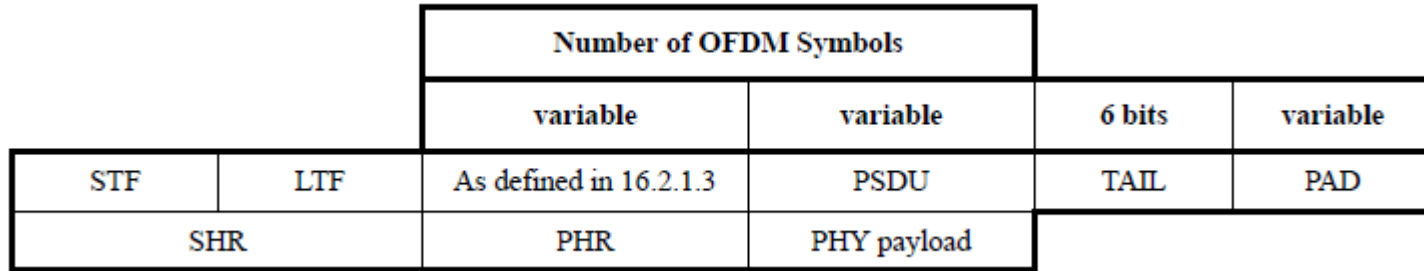 Number of OFDM Symbols
variable variable 6 bits variable
STF LTF As defined in 16.2.1.3 PSDU TAIL PAD
SHR PHR PHY payload